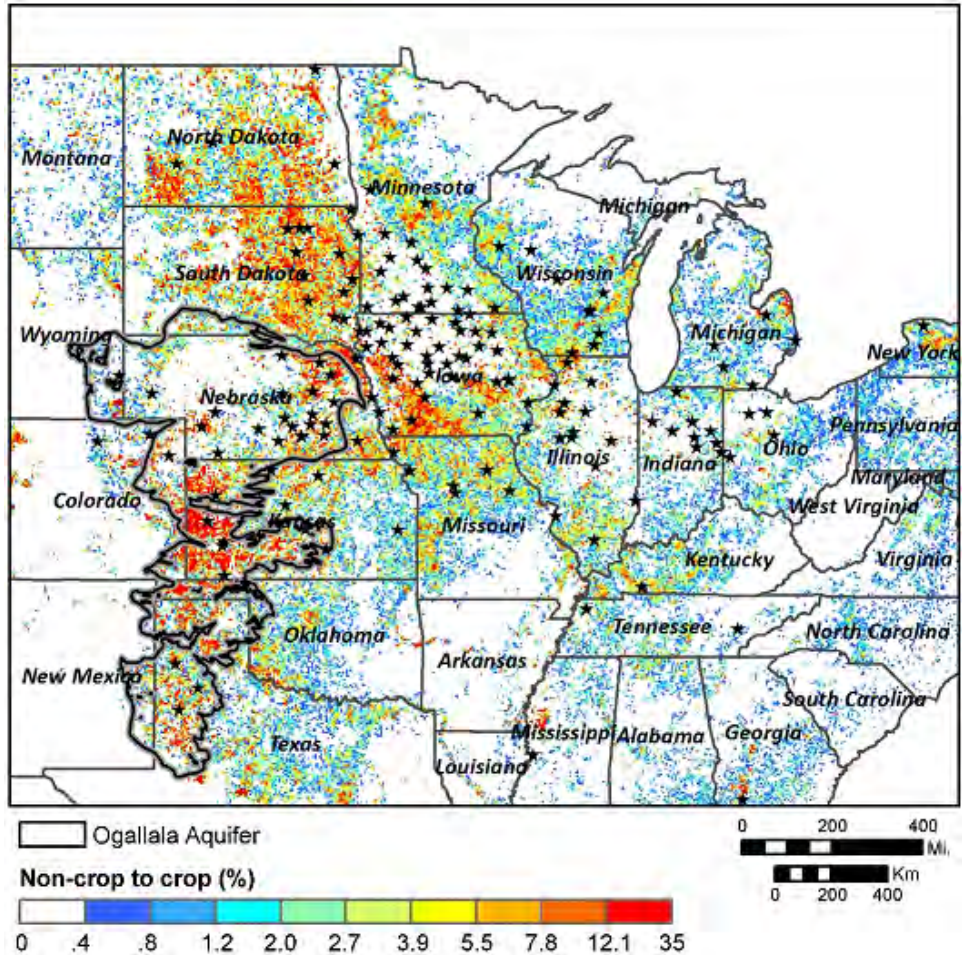 North Dakota
Montana
Minnesota
Michigan
South Dakota
Wisconsin
Wyoming
Michigan
New York
Iowa
Nebraska
Pennsylvania
Illinois
Indiana
Ohio
Maryland
Colorado
West Virginia
Kansas
Missouri
Kentucky
Virginia
Tennessee
North Carolina
Oklahoma
Arkansas
New Mexico
South Carolina
Texas
Mississippi
Alabama
Georgia
Louisiana
Ogallala Aquifer
0 200 400
Mi.
Km
0 200 400
Non-crop to crop (%)
0 .4 .8 1.2 2.0 2.7 3.9 5.5 7.8 12.1 35